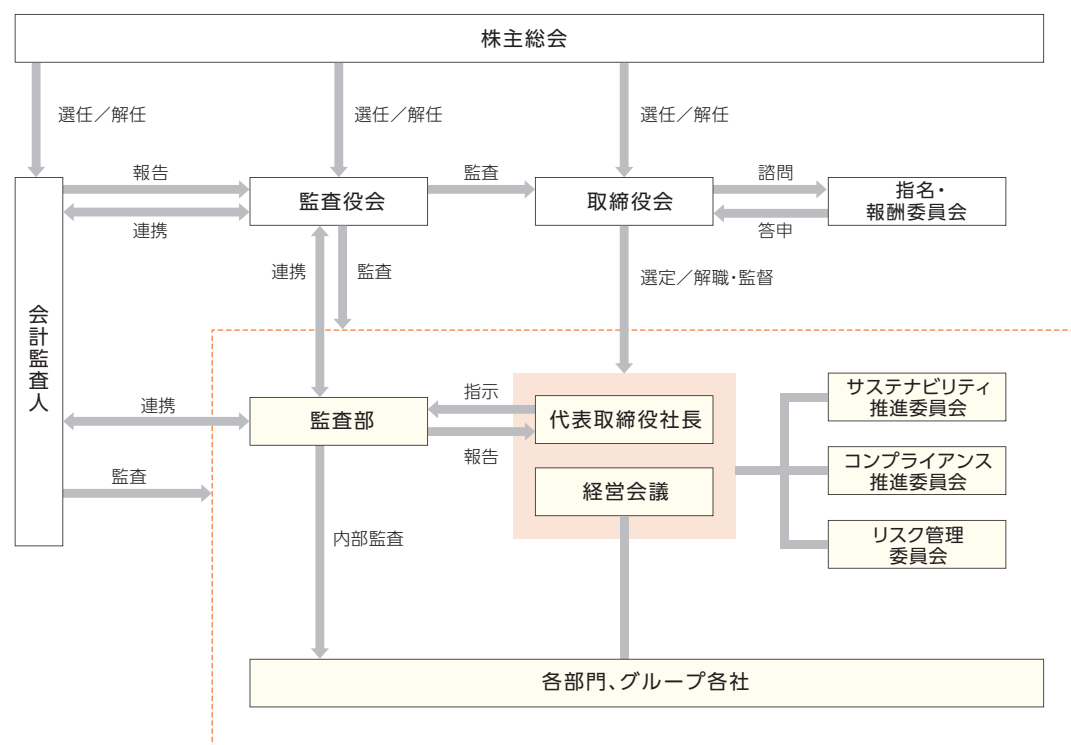 株主総会
選任／解任
選任／解任
選任／解任
報告
監査
諮問
監査役会
取締役会
指名・
報酬委員会
連携
答申
連携
監査
選定／解職・監督
会計監査人
サステナビリティ
推進委員会
指示
連携
監査部
代表取締役社長
報告
コンプライアンス
推進委員会
監査
経営会議
内部監査
リスク管理
委員会
各部門、グループ各社